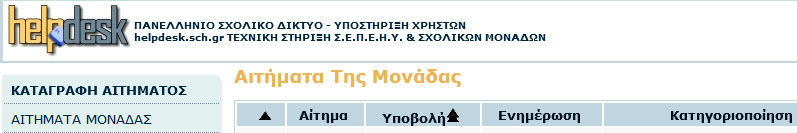 helpdesk
ΠΑΝΕΛΛΗΝΙΟ ΣΧΟΛΙΚΟ ΔΙΚΤΥΟ - ΥΠΟΣΤΗΡΙΞΗ ΧΡΗΣΤΩΝ
helpdesk.sch.gr ΤΕΧΝΙΚΗ ΣΤΗΡΙΞΗ Σ.Ε.Π.Ε.Η.Υ. & ΣΧΟΛΙΚΩΝ ΜΟΝΑΔΩΝ
ΚΑΤΑΓΡΑΦΗ ΑΙΤΗΜΑΤΟΣ
ΑΙΤΗΜΑΤΑ ΜΟΝΑΔΑΣ
Αιτήματα Της Μονάδας
Αίτημα Υποβολή Ενημέρωση Κατηγοριοποίηση